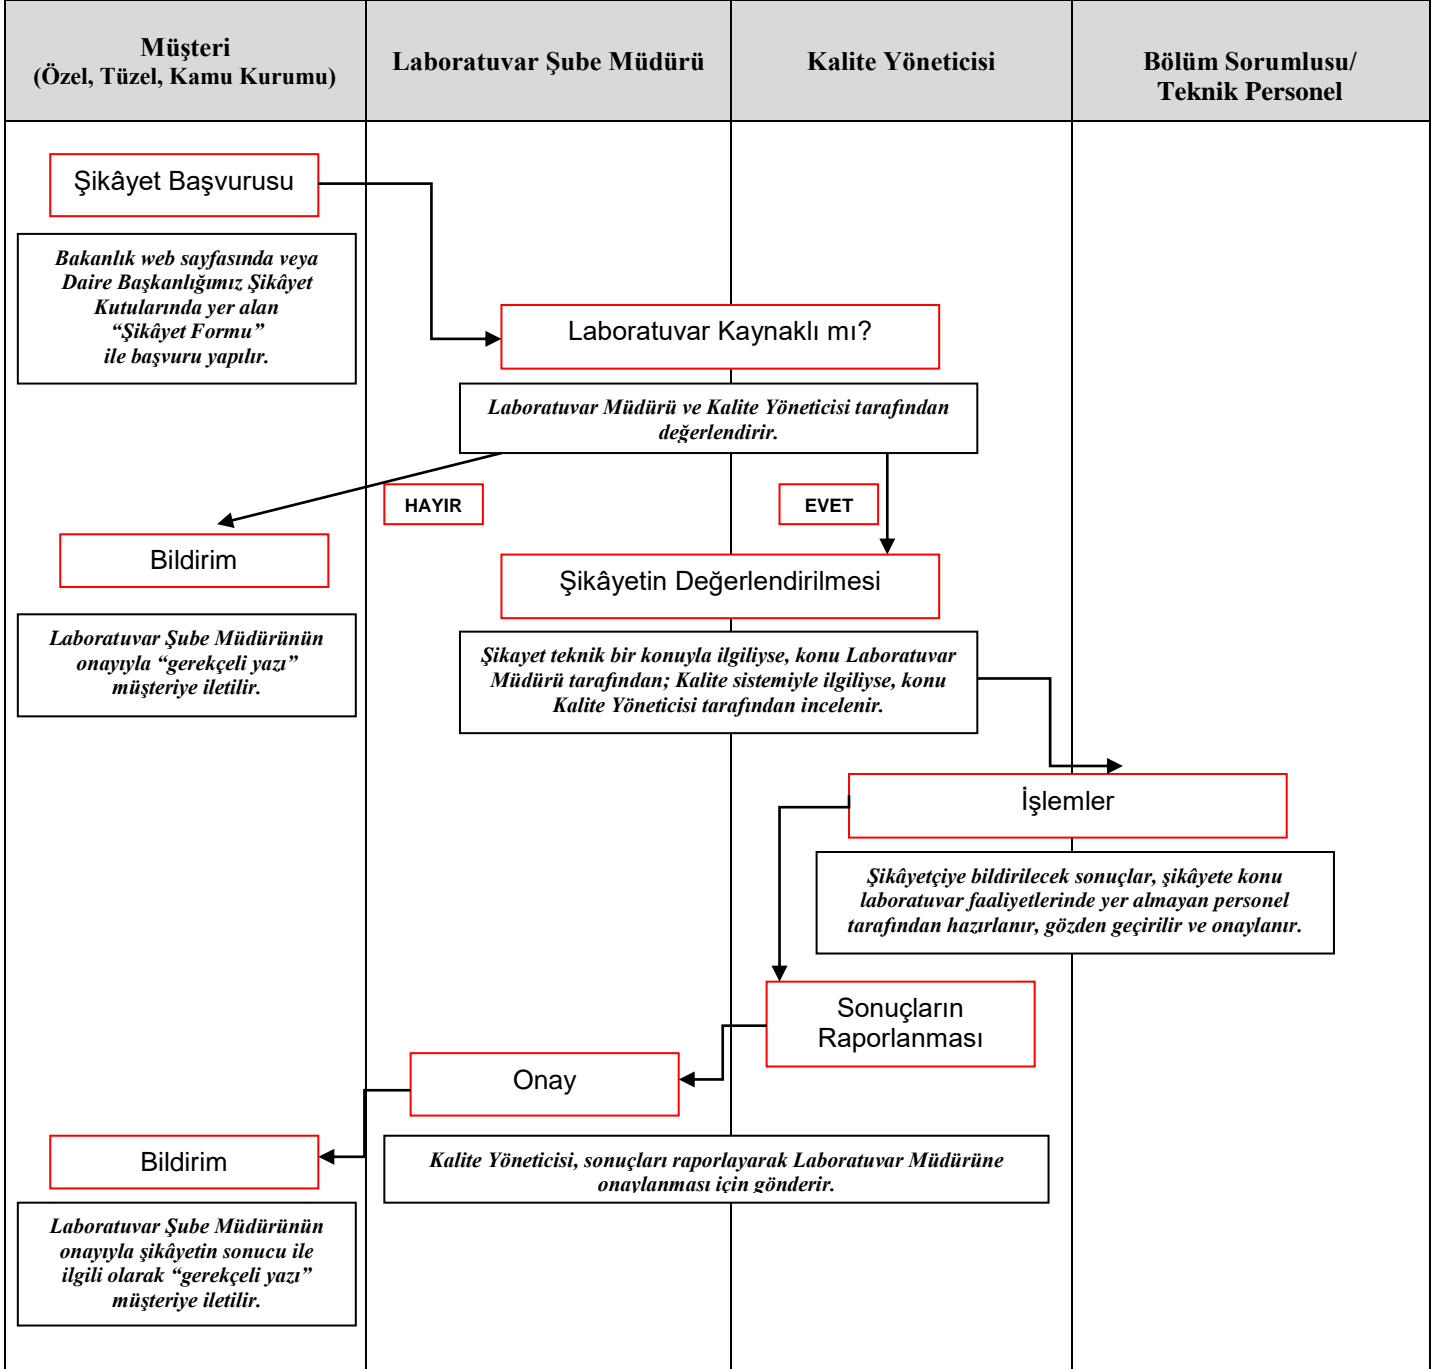 Müşteri
(Özel, Tüzel, Kamu Kurumu)
Laboratuvar Şube Müdürü
Kalite Yöneticisi
Bölüm Sorumlusu/
Teknik Personel
Şikâyet Başvurusu
Bakanlık web sayfasında veya
Daire Başkanlığımız Şikâyet
Kutularında yer alan
“Şikâyet Formu”
ile başvuru yapılır.
Laboratuvar Kaynaklı mı?
Laboratuvar Müdürü ve Kalite Yöneticisi tarafından
değerlendirir.
HAYIR
EVET
Bildirim
Laboratuvar Şube Müdürünün
onayıyla “gerekçeli yazı”
müşteriye iletilir.
Şikâyetin Değerlendirilmesi
Şikayet teknik bir konuyla ilgiliyse, konu Laboratuvar
Müdürü tarafından; Kalite sistemiyle ilgiliyse, konu
Kalite Yöneticisi tarafından incelenir.
İşlemler
Şikâyetçiye bildirilecek sonuçlar, şikâyete konu
laboratuvar faaliyetlerinde yer almayan personel
tarafından hazırlanır, gözden geçirilir ve onaylanır.
Sonuçların
Raporlanması
Onay
Kalite Yöneticisi, sonuçları raporlayarak Laboratuvar Müdürüne
onaylanması için gönderir.
Bildirim
Laboratuvar Şube Müdürünün
onayıyla şikâyetin sonucu ile
ilgili olarak “gerekçeli yazı”
müşteriye iletilir.